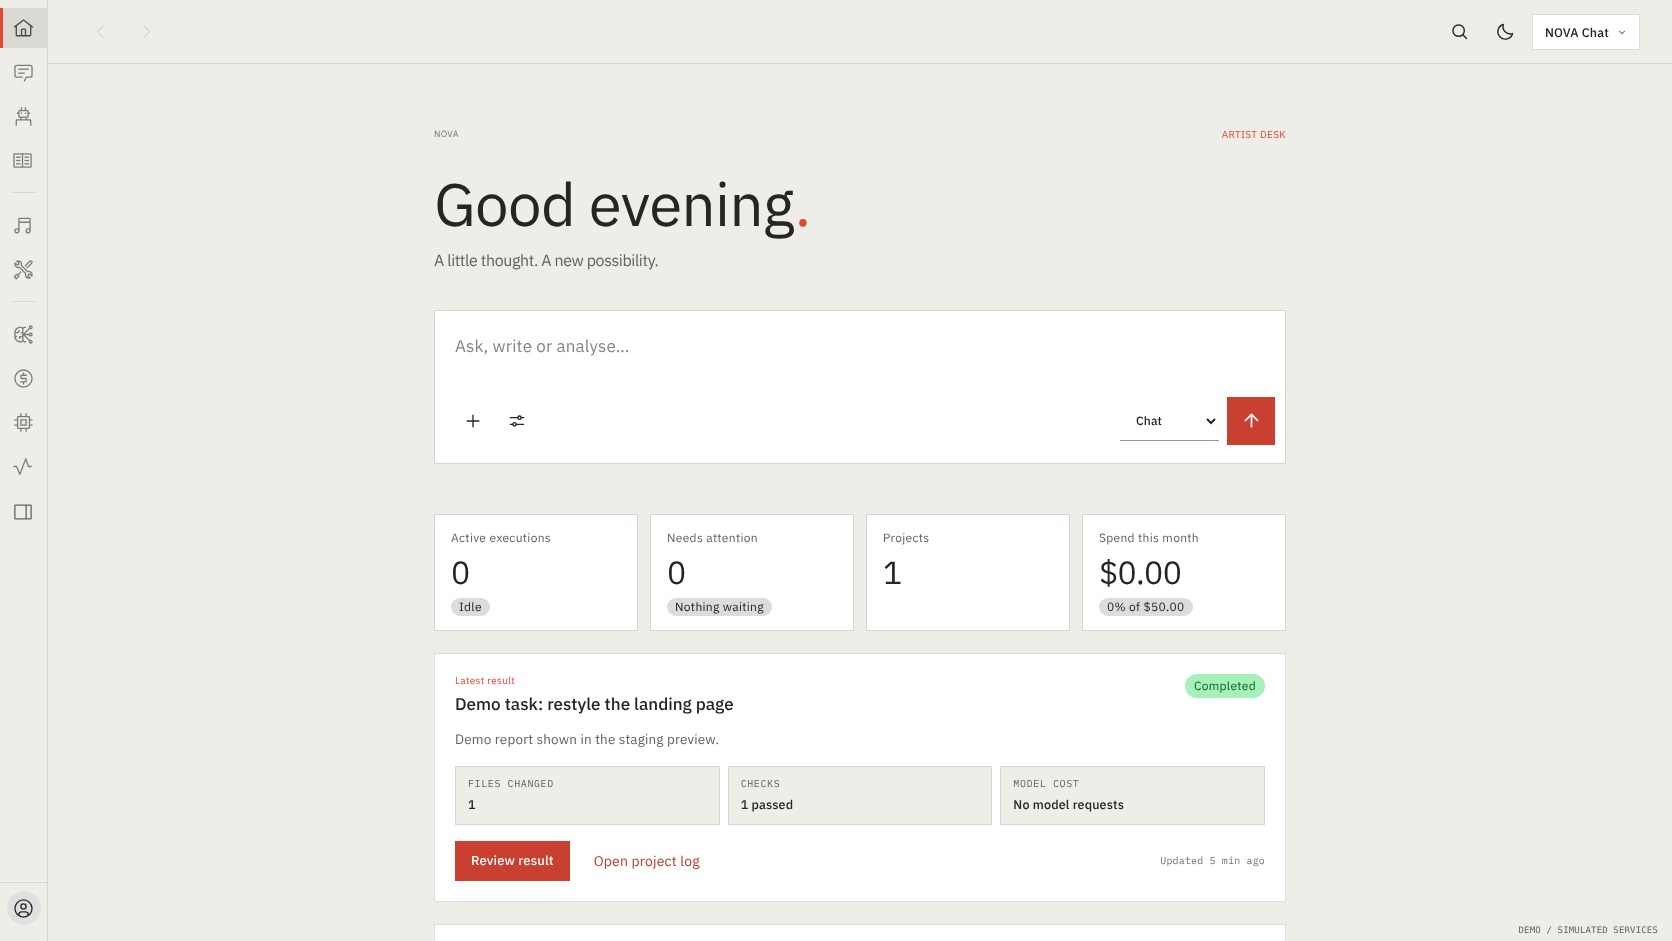 NOVA Chat
NOVA
ARTIST DESK
Good evening.
A little thought. A new possibility.
Ask, write or analyse...
Chat
Active executions
0
Idle
Needs attention
0
Nothing waiting
Projects
1
Spend this month
$0.00
0% of $50.00
Latest result
Completed
Demo task: restyle the landing page
Demo report shown in the staging preview.
FILES CHANGED
1
CHECKS
1 passed
MODEL COST
No model requests
Review result
Open project log
Updated 5 min ago
DEMO / SIMULATED SERVICES